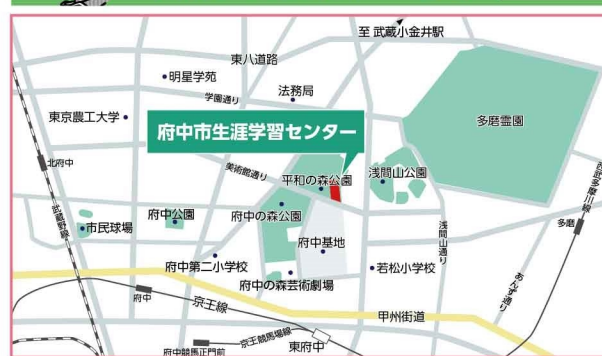 至 武蔵小金井駅
東八道路
明星学苑
法務局
学園通り
多磨霊園
東京農工大学
府中市生涯学習センター
北府中
美術館通り
平和の森公園
浅間山公園
西武多摩川線
武蔵野線
市民球場
府中公園
府中の森公園
多磨
府中基地
浅間山通り
府中第二小学校
若松小学校
府中の森芸術劇場
あんず通り
府中
京王線
甲州街道
京王競馬場線
東府中
府中競馬正門前